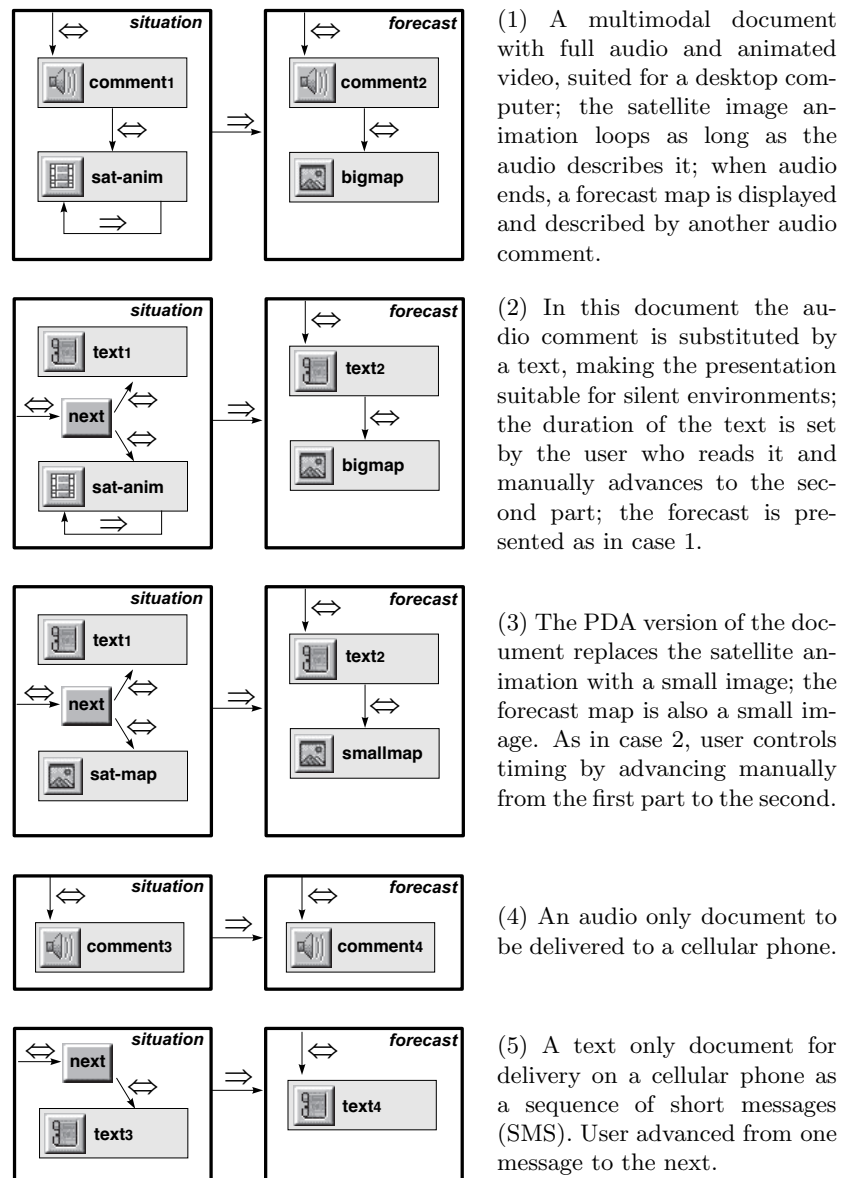 situation
⇔
comment1
⇔
sat-anim
⇒
⇒
forecast
⇔
comment2
⇔
bigmap
(1) A multimodal document
with full audio and animated
video, suited for a desktop com-
puter; the satellite image an-
imation loops as long as the
audio describes it; when audio
ends, a forecast map is displayed
and described by another audio
comment.
situation
text1
⇔
next
⇔
⇔
sat-anim
⇒
⇒
forecast
⇔
text2
⇔
bigmap
(2) In this document the au-
dio comment is substituted by
a text, making the presentation
suitable for silent environments;
the duration of the text is set
by the user who reads it and
manually advances to the sec-
ond part; the forecast is pre-
sented as in case 1.
situation
text1
⇔
next
⇔
⇔
sat-map
⇒
forecast
⇔
text2
⇔
smallmap
(3) The PDA version of the doc-
ument replaces the satellite an-
imation with a small image; the
forecast map is also a small im-
age. As in case 2, user controls
timing by advancing manually
from the first part to the second.
situation
⇔
comment3
⇒
forecast
⇔
comment4
(4) An audio only document to
be delivered to a cellular phone.
situation
⇔
next
⇔
text3
⇒
forecast
⇔
text4
(5) A text only document for
delivery on a cellular phone as
a sequence of short messages
(SMS). User advanced from one
message to the next.